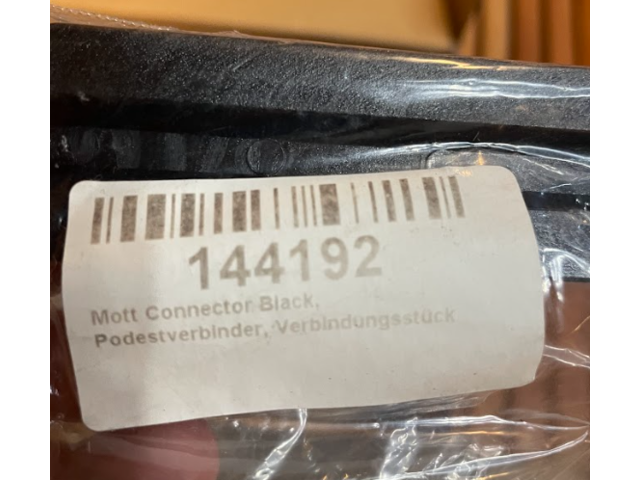 144192
Mott Connector Black,
Podestverbinder, Verbindungsstück